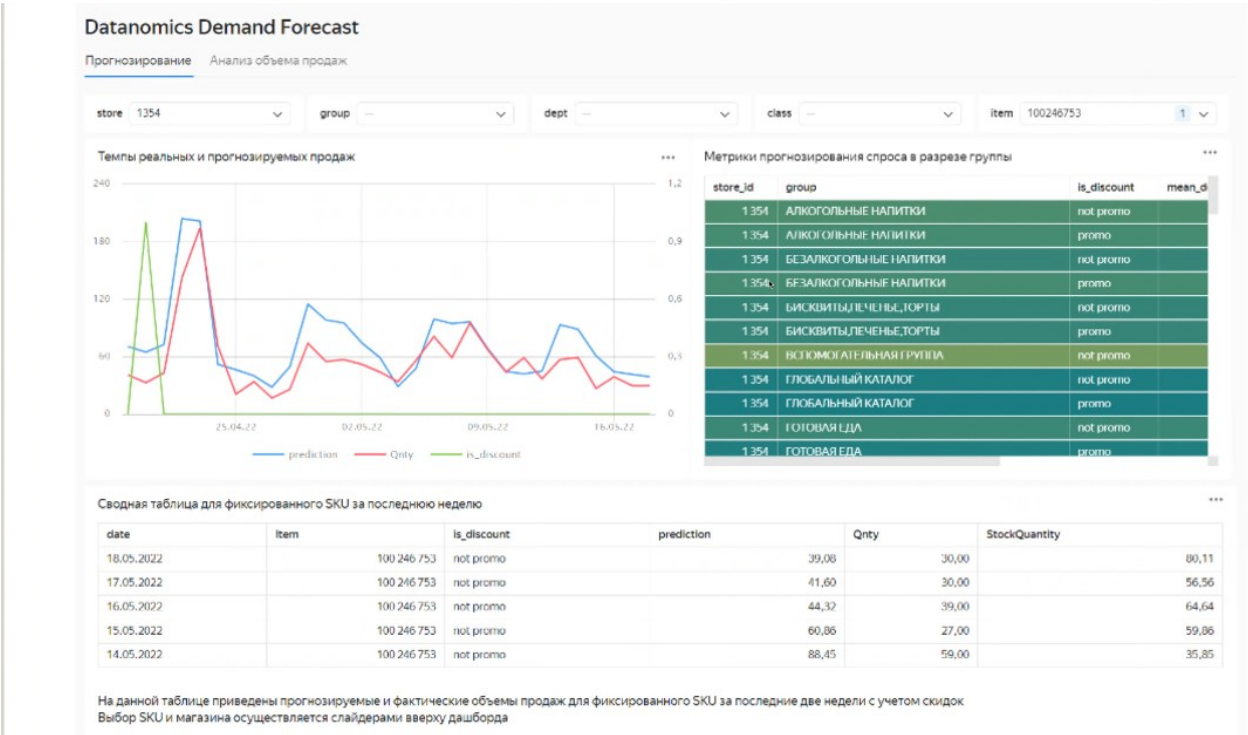 Datanomics Demand Forecast
Прогнозирование Анализ объема продаж
store 1354 group — dept — class — item 100246753 1
Темпы реальных и прогнозируемых продаж
240 1,2
180 0,9
120 0,6
60 0,3
0 0
25.04.22 02.05.22 09.05.22 16.05.22
prediction Qnty is_discount
Метрики прогнозирования спроса в разрезе группы
store_id group is_discount mean_d
1 354 АЛКОГОЛЬНЫЕ НАПИТКИ not promo
1 354 АЛКОГОЛЬНЫЕ НАПИТКИ promo
1 354 БЕЗАЛКОГОЛЬНЫЕ НАПИТКИ not promo
1 354 БЕЗАЛКОГОЛЬНЫЕ НАПИТКИ promo
1 354 БИСКВИТЫ,ПЕЧЕНЬЕ,ТОРТЫ not promo
1 354 БИСКВИТЫ,ПЕЧЕНЬЕ,ТОРТЫ promo
1 354 ВСПОМОГАТЕЛЬНАЯ ГРУППА not promo
1 354 ГЛОБАЛЬНЫЙ КАТАЛОГ not promo
1 354 ГЛОБАЛЬНЫЙ КАТАЛОГ promo
1 354 ГОТОВАЯ ЕДА not promo
1 354 ГОТОВАЯ ЕДА promo
Сводная таблица для фиксированного SKU за последнюю неделю
date Item is_discount prediction Qnty StockQuantity
18.05.2022 100 246 753 not promo 39,08 30,00 80,11
17.05.2022 100 246 753 not promo 41,60 30,00 56,56
16.05.2022 100 246 753 not promo 44,32 39,00 64,64
15.05.2022 100 246 753 not promo 60,86 27,00 59,86
14.05.2022 100 246 753 not promo 88,45 59,00 35,85
На данной таблице приведены прогнозируемые и фактические объемы продаж для фиксированного SKU за последние две недели с учетом скидок
Выбор SKU и магазина осуществляется слайдерами вверху дашборда